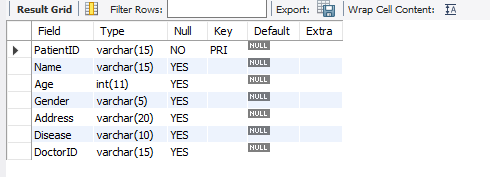 Result Grid Filter Rows: Export: Wrap Cell Content:
Field Type Null Key Default Extra
PatientID varchar(15) NO PRI NULL
Name varchar(15) YES NULL
Age int(11) YES NULL
Gender varchar(5) YES NULL
Address varchar(20) YES NULL
Disease varchar(10) YES NULL
DoctorID varchar(15) YES NULL